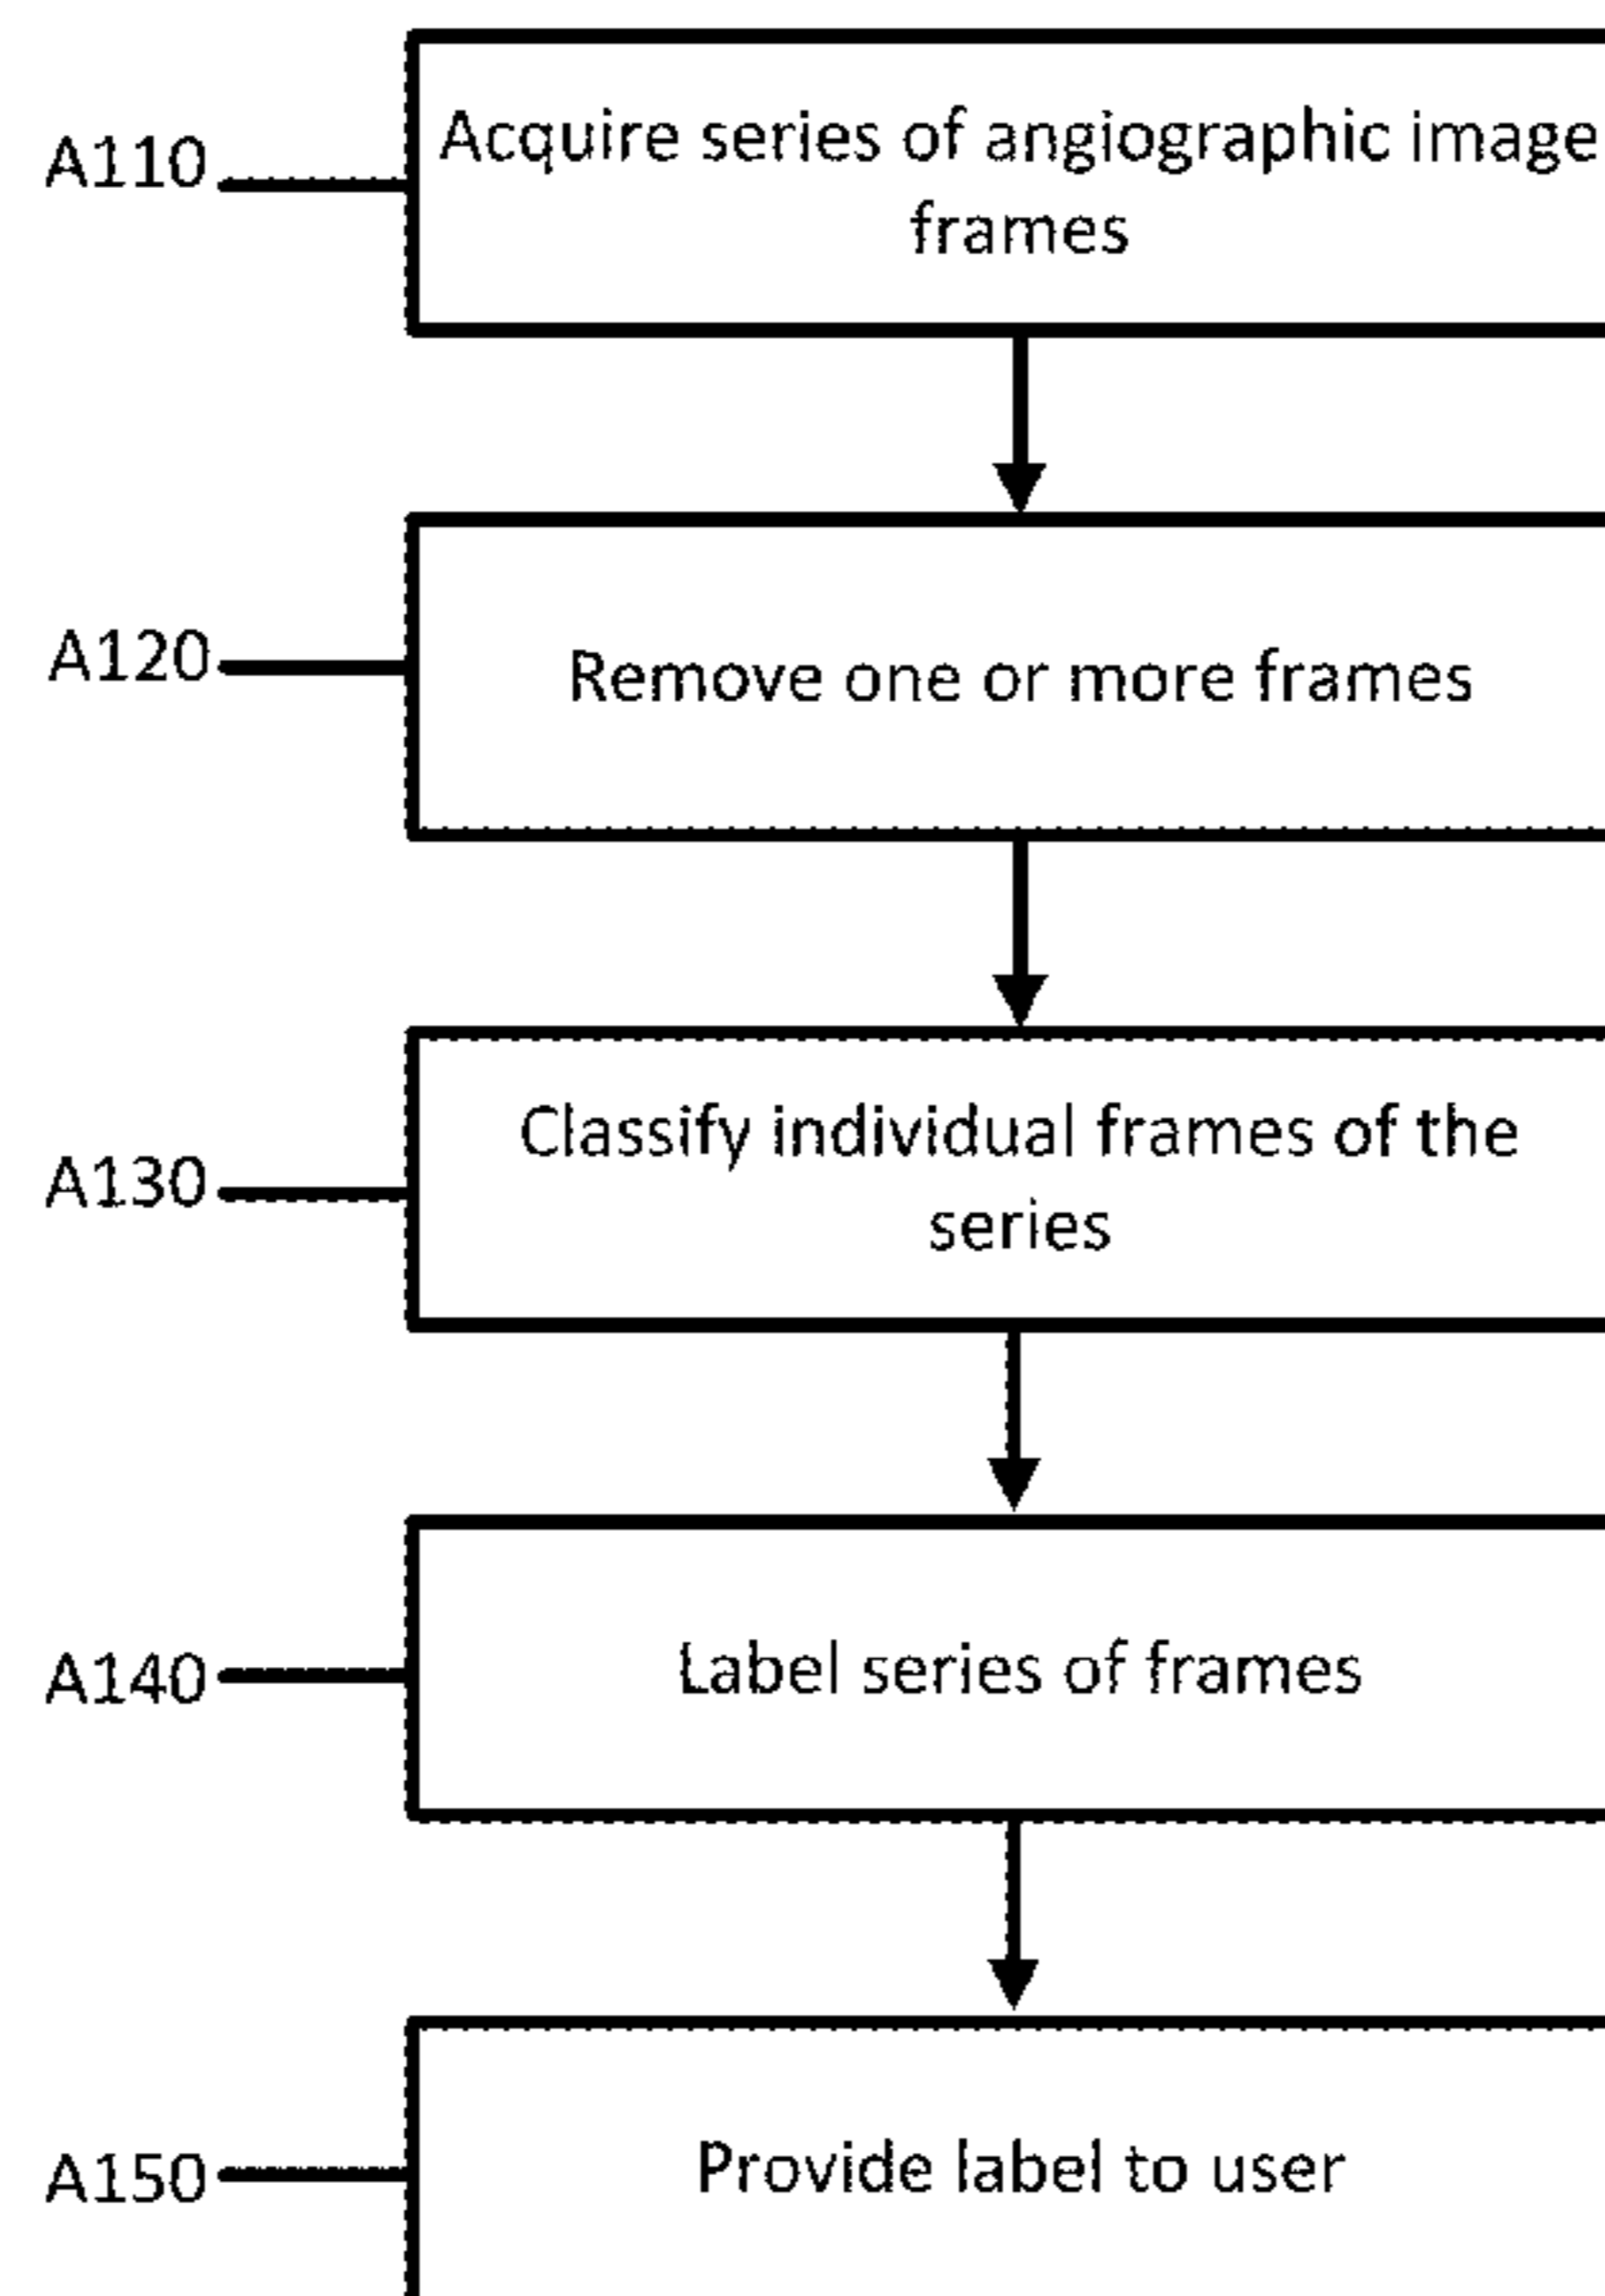 A110
Acquire series of angiographic image
frames
A120
Remove one or more frames
A130
Classify individual frames of the
series
A140
Label series of frames
A150
Provide label to user